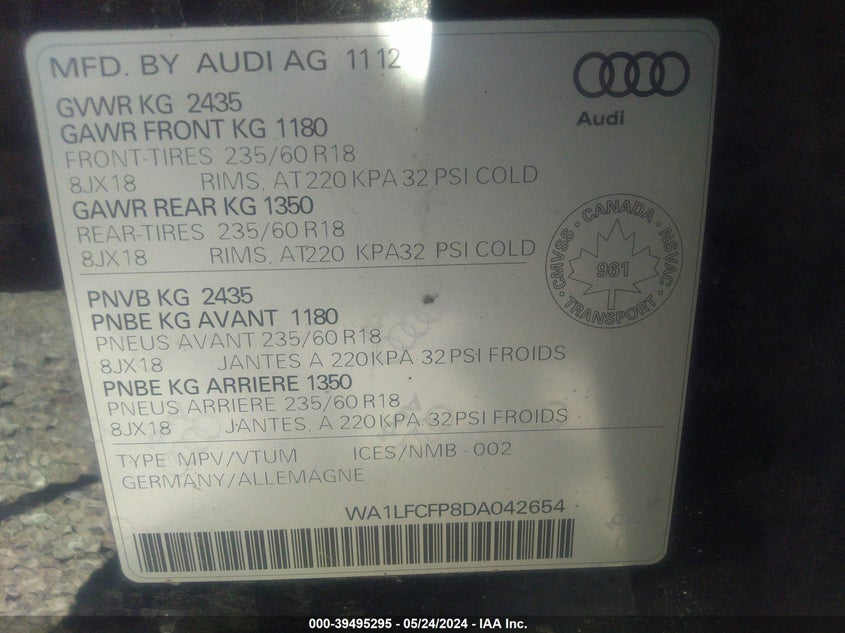 MFD. BY AUDI AG 11 12
Audi
GVWR KG 2435
GAWR FRONT KG 1180
FRONT-TIRES 235/60 R18
8JX18 RIMS, AT 220 KPA 32 PSI COLD
GAWR REAR KG 1350
REAR-TIRES 235/60 R18
8JX18 RIMS, AT220 KPA32 PSI COLD
CMVSS · CANADA · NSVAC · TRANSPORT ·
961
PNVB KG 2435
PNBE KG AVANT 1180
PNEUS AVANT 235/60 R18
8JX18 JANTES A 220KPA 32PSI FROIDS
PNBE KG ARRIERE 1350
PNEUS ARRIERE 235/60 R18
8JX18 JANTES, A 220KPA 32PSI FROIDS
TYPE: MPV/VTUM ICES/NMB - 002
GERMANY/ALLEMAGNE
WA1LFCFP8DA042654
000-39495295 - 05/24/2024 - IAA Inc.